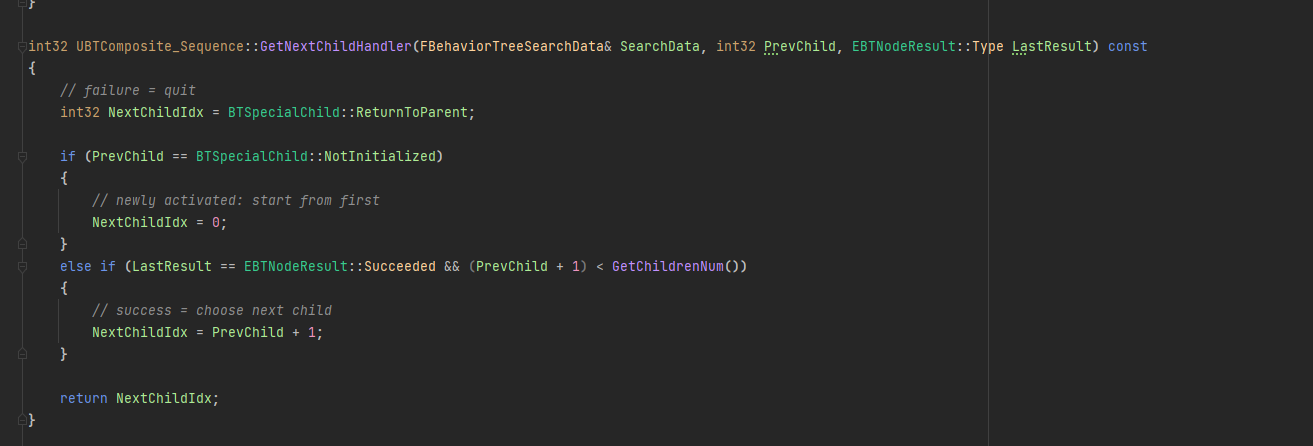 }
int32 UBTComposite_Sequence::GetNextChildHandler(FBehaviorTreeSearchData& SearchData, int32 PrevChild, EBTNodeResult::Type LastResult) const
{
// failure = quit
int32 NextChildIdx = BTSpecialChild::ReturnToParent;
if (PrevChild == BTSpecialChild::NotInitialized)
{
// newly activated: start from first
NextChildIdx = 0;
}
else if (LastResult == EBTNodeResult::Succeeded && (PrevChild + 1) < GetChildrenNum())
{
// success = choose next child
NextChildIdx = PrevChild + 1;
}
return NextChildIdx;
}